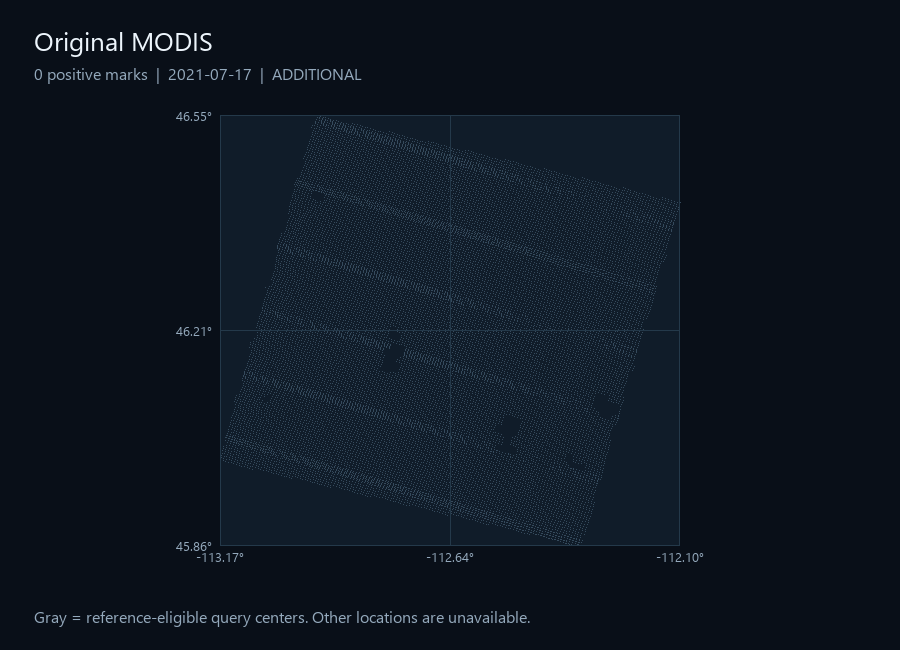 Original MODIS
0 positive marks | 2021-07-17 | ADDITIONAL
46.55°
46.21°
45.86°
-113.17° -112.64° -112.10°
Gray = reference-eligible query centers. Other locations are unavailable.